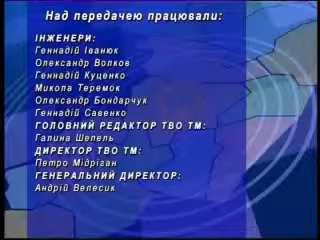 Над передачею працювали:
ІНЖЕНЕРИ:
Геннадій Іванюк
Олександр Волков
Геннадій Куценко
Микола Теремок
Олександр Бондарчук
Геннадій Савенко
ГОЛОВНИЙ РЕДАКТОР ТВО ТМ:
Галина Шепель
ДИРЕКТОР ТВО ТМ:
Петро Мідріган
ГЕНЕРАЛЬНИЙ ДИРЕКТОР:
Андрій Велесик